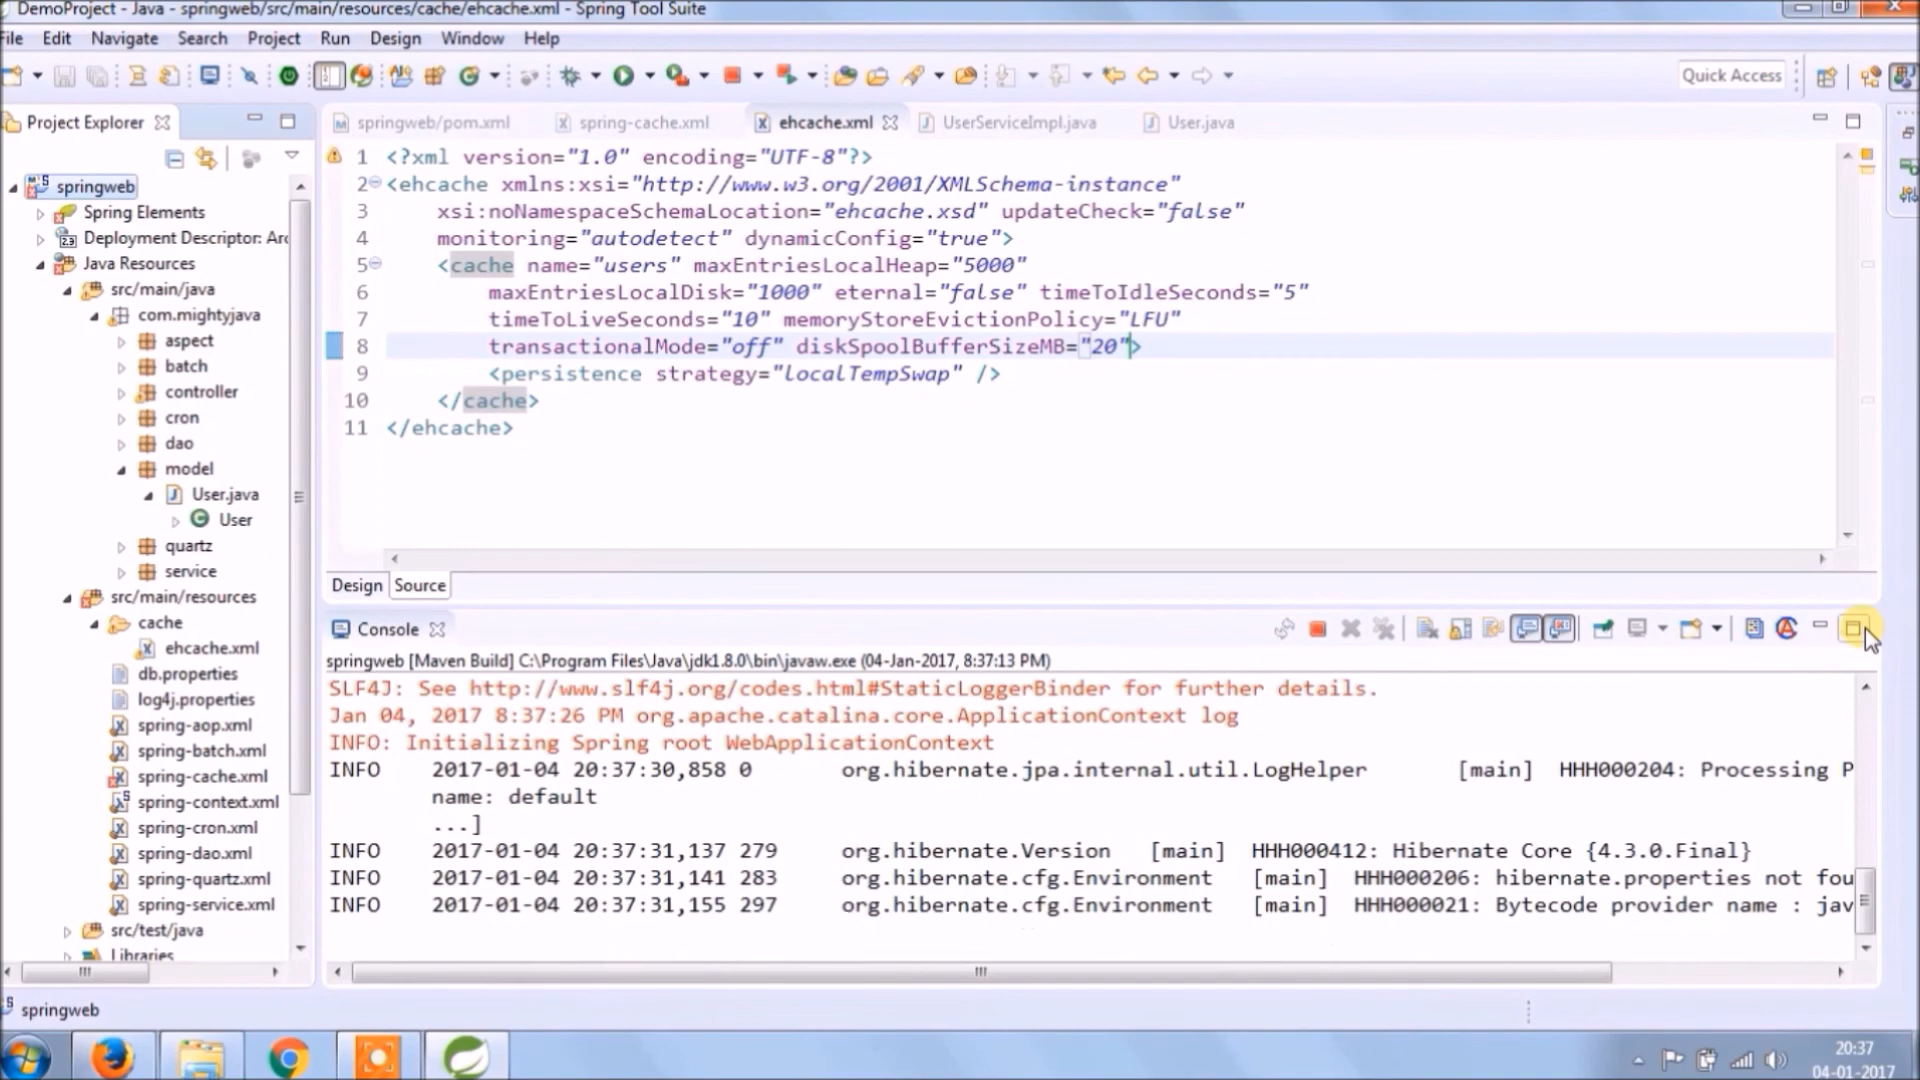 DemoProject - Java - springweb/src/main/resources/cache/ehcache.xml - Spring Tool Suite
File Edit Navigate Search Project Run Design Window Help
Quick Access
Project Explorer
springweb/pom.xml
spring-cache.xml
ehcache.xml
UserServiceImpl.java
User.java
springweb
Spring Elements
Deployment Descriptor: Arc
Java Resources
src/main/java
com.mightyjava
aspect
batch
controller
cron
dao
model
User.java
User
quartz
service
src/main/resources
cache
ehcache.xml
db.properties
log4j.properties
spring-aop.xml
spring-batch.xml
spring-cache.xml
spring-context.xml
spring-cron.xml
spring-dao.xml
spring-quartz.xml
spring-service.xml
src/test/java
Libraries
1 <?xml version="1.0" encoding="UTF-8"?>
2 <ehcache xmlns:xsi="http://www.w3.org/2001/XMLSchema-instance"
3 xsi:noNamespaceSchemaLocation="ehcache.xsd" updateCheck="false"
4 monitoring="autodetect" dynamicConfig="true">
5 <cache name="users" maxEntriesLocalHeap="5000"
6 maxEntriesLocalDisk="1000" eternal="false" timeToIdleSeconds="5"
7 timeToLiveSeconds="10" memoryStoreEvictionPolicy="LFU"
8 transactionalMode="off" diskSpoolBufferSizeMB="20">
9 <persistence strategy="localTempSwap" />
10 </cache>
11 </ehcache>
Design Source
Console
springweb [Maven Build] C:\Program Files\Java\jdk1.8.0\bin\javaw.exe (04-Jan-2017, 8:37:13 PM)
SLF4J: See http://www.slf4j.org/codes.html#StaticLoggerBinder for further details.
Jan 04, 2017 8:37:26 PM org.apache.catalina.core.ApplicationContext log
INFO: Initializing Spring root WebApplicationContext
INFO 2017-01-04 20:37:30,858 0 org.hibernate.jpa.internal.util.LogHelper [main] HHH000204: Processing P
name: default
...]
INFO 2017-01-04 20:37:31,137 279 org.hibernate.Version [main] HHH000412: Hibernate Core {4.3.0.Final}
INFO 2017-01-04 20:37:31,141 283 org.hibernate.cfg.Environment [main] HHH000206: hibernate.properties not fou
INFO 2017-01-04 20:37:31,155 297 org.hibernate.cfg.Environment [main] HHH000021: Bytecode provider name : jav
springweb
20:37
04-01-2017